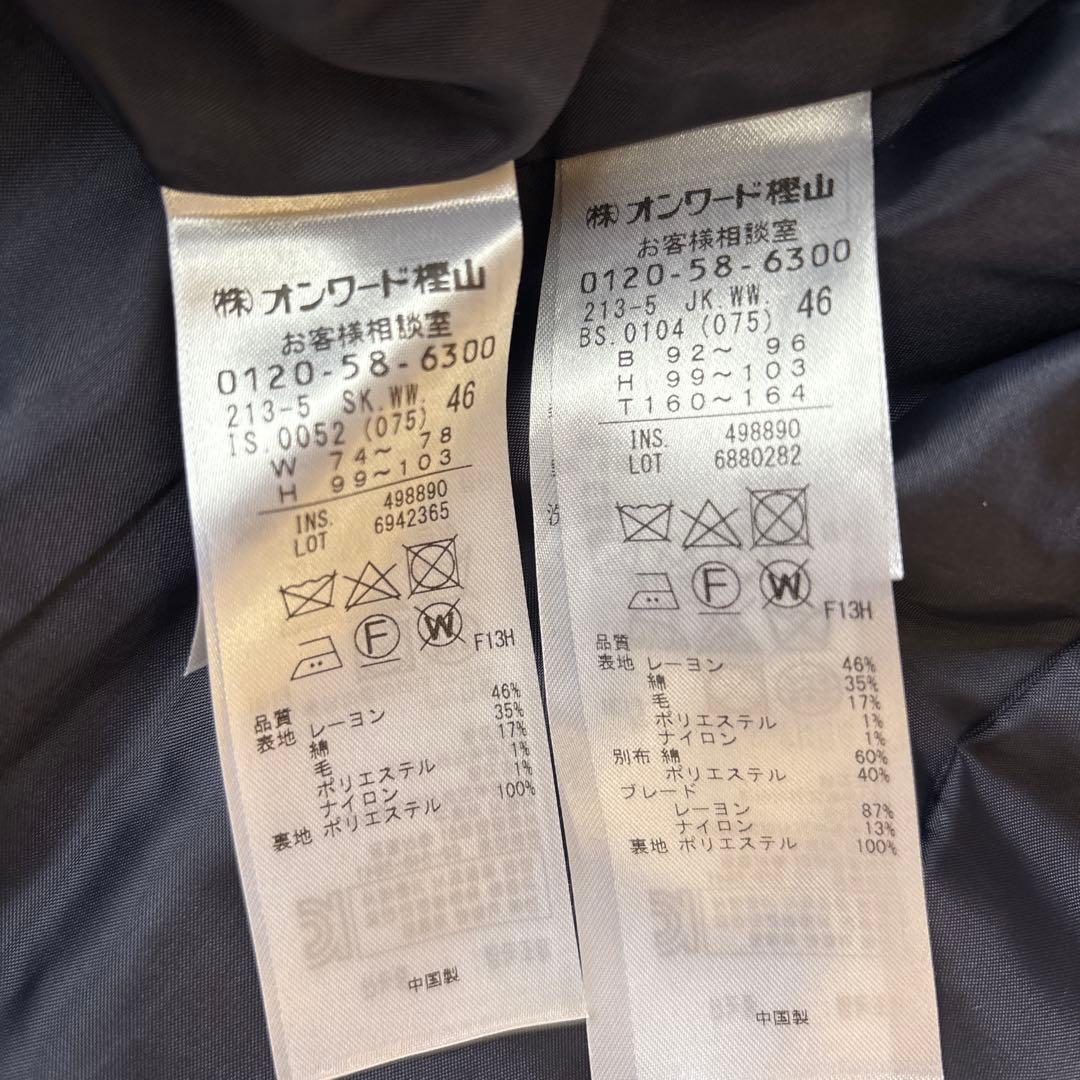 (株)オンワード樫山
お客様相談室
0120-58-6300
213-5 SK.WW. 46
IS.0052 (075)
W 74〜 78
H 99〜103
INS. 498890
LOT 6942365
F
W
F13H
品質
表地 レーヨン 46%
綿 35%
毛 17%
ポリエステル 1%
ナイロン 1%
裏地 ポリエステル 100%
中国製
(株)オンワード樫山
お客様相談室
0120-58-6300
213-5 JK.WW. 46
BS.0104 (075)
B 92〜 96
H 99〜103
T 160〜164
INS. 498890
LOT 6880282
F
W
F13H
品質
表地 レーヨン 46%
綿 35%
毛 17%
ポリエステル 1%
ナイロン 1%
別布 綿 60%
ポリエステル 40%
ブレード
レーヨン 87%
ナイロン 13%
裏地 ポリエステル 100%
中国製